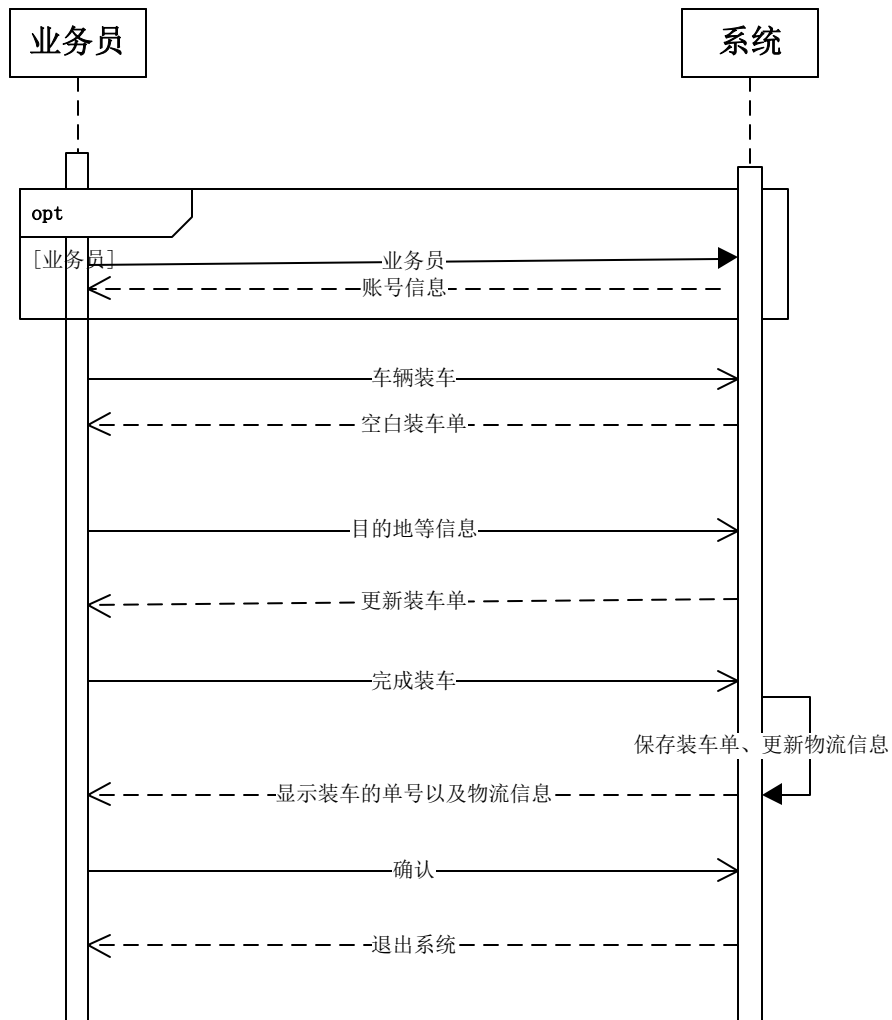 业务员
系统
opt
[业务员]
业务员
账号信息
车辆装车
空白装车单
目的地等信息
更新装车单
完成装车
保存装车单、更新物流信息
显示装车的单号以及物流信息
确认
退出系统